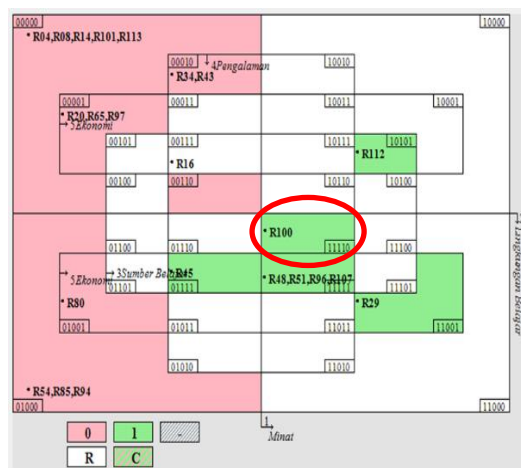 00000 10000
R04,R08,R14,R101,R113
00010 4Pengalaman 10010
R34,R43
00001 00011 10011 10001
R20,R65,R97
5Ekonomi
00101 00111 10111 10101
R16 R112
00100 00110 10110 10100
R100
01100 01110 11110 11100
5Ekonomi 3Sumber R45 R48,R51,R96,R107
01101 01111 11111 11101
R80 R29
01001 01011 11011 11001
01010 11010
R54,R85,R94
01000 11000
2Lingkungan Belajar
1
Minat
0 1 -
R C